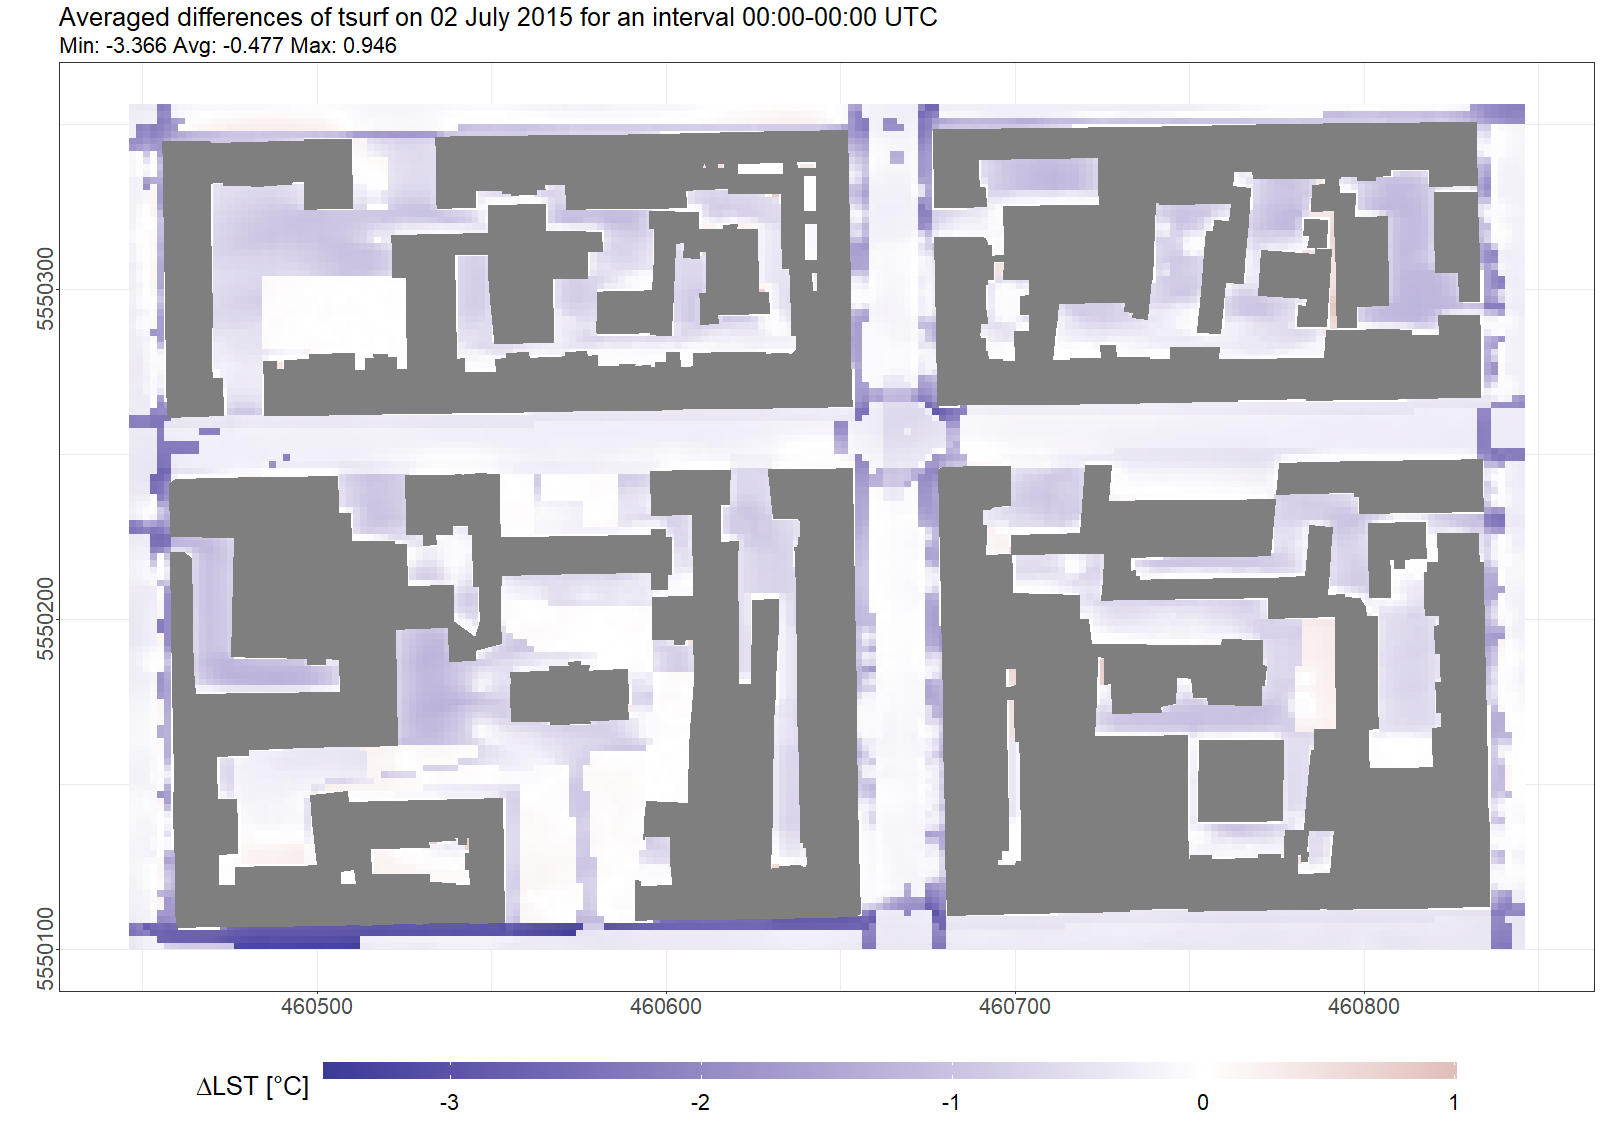 Averaged differences of tsurf on 02 July 2015 for an interval 00:00-00:00 UTC
Min: -3.366 Avg: -0.477 Max: 0.946
5550300
5550200
5550100
460500 460600 460700 460800
ΔLST [°C]
-3 -2 -1 0 1